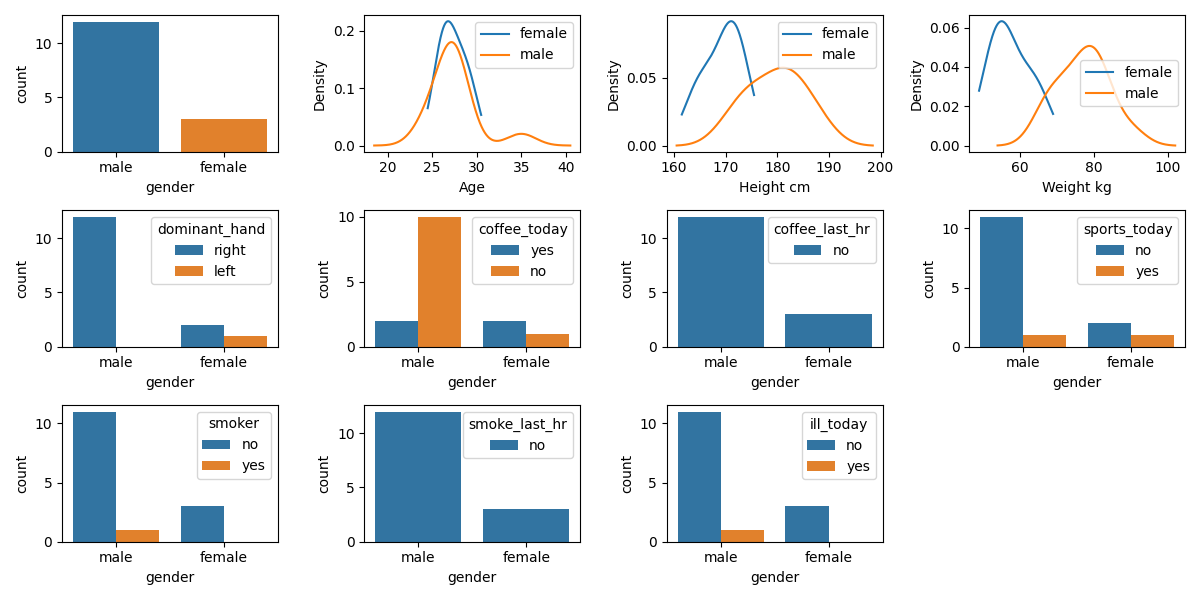 count
10
5
0
male female
gender
Density
0.2
0.1
0.0
female
male
20 25 30 35 40
Age
Density
0.05
0.00
female
male
160 170 180 190 200
Height cm
Density
0.06
0.04
0.02
0.00
female
male
60 80 100
Weight kg
count
10
5
0
dominant_hand
right
left
male female
gender
count
10
5
0
coffee_today
yes
no
male female
gender
count
10
5
0
coffee_last_hr
no
male female
gender
count
10
5
0
sports_today
no
yes
male female
gender
count
10
5
0
smoker
no
yes
male female
gender
count
10
5
0
smoke_last_hr
no
male female
gender
count
10
5
0
ill_today
no
yes
male female
gender